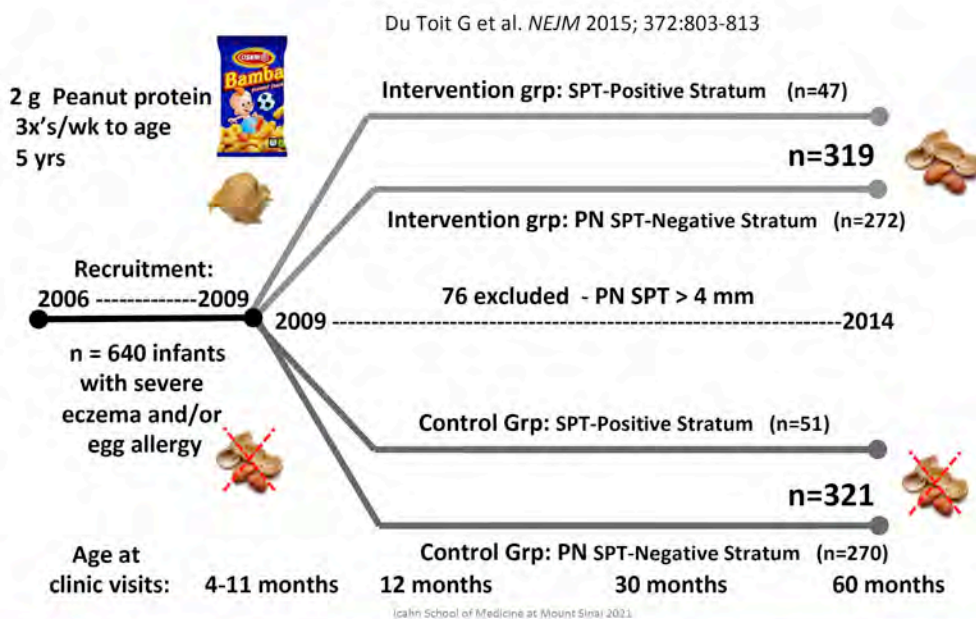 Du Toit G et al. NEJM 2015; 372:803-813
2 g Peanut protein
3x's/wk to age
5 yrs
Bamba
Intervention grp: SPT-Positive Stratum (n=47)
n=319
Intervention grp: PN SPT-Negative Stratum (n=272)
Recruitment:
2006 -------------2009
76 excluded - PN SPT > 4 mm
2009 ------------------------------------------------------------2014
n = 640 infants
with severe
eczema and/or
egg allergy
Control Grp: SPT-Positive Stratum (n=51)
n=321
Control Grp: PN SPT-Negative Stratum (n=270)
Age at
clinic visits: 4-11 months 12 months 30 months 60 months
Icahn School of Medicine at Mount Sinai 2021